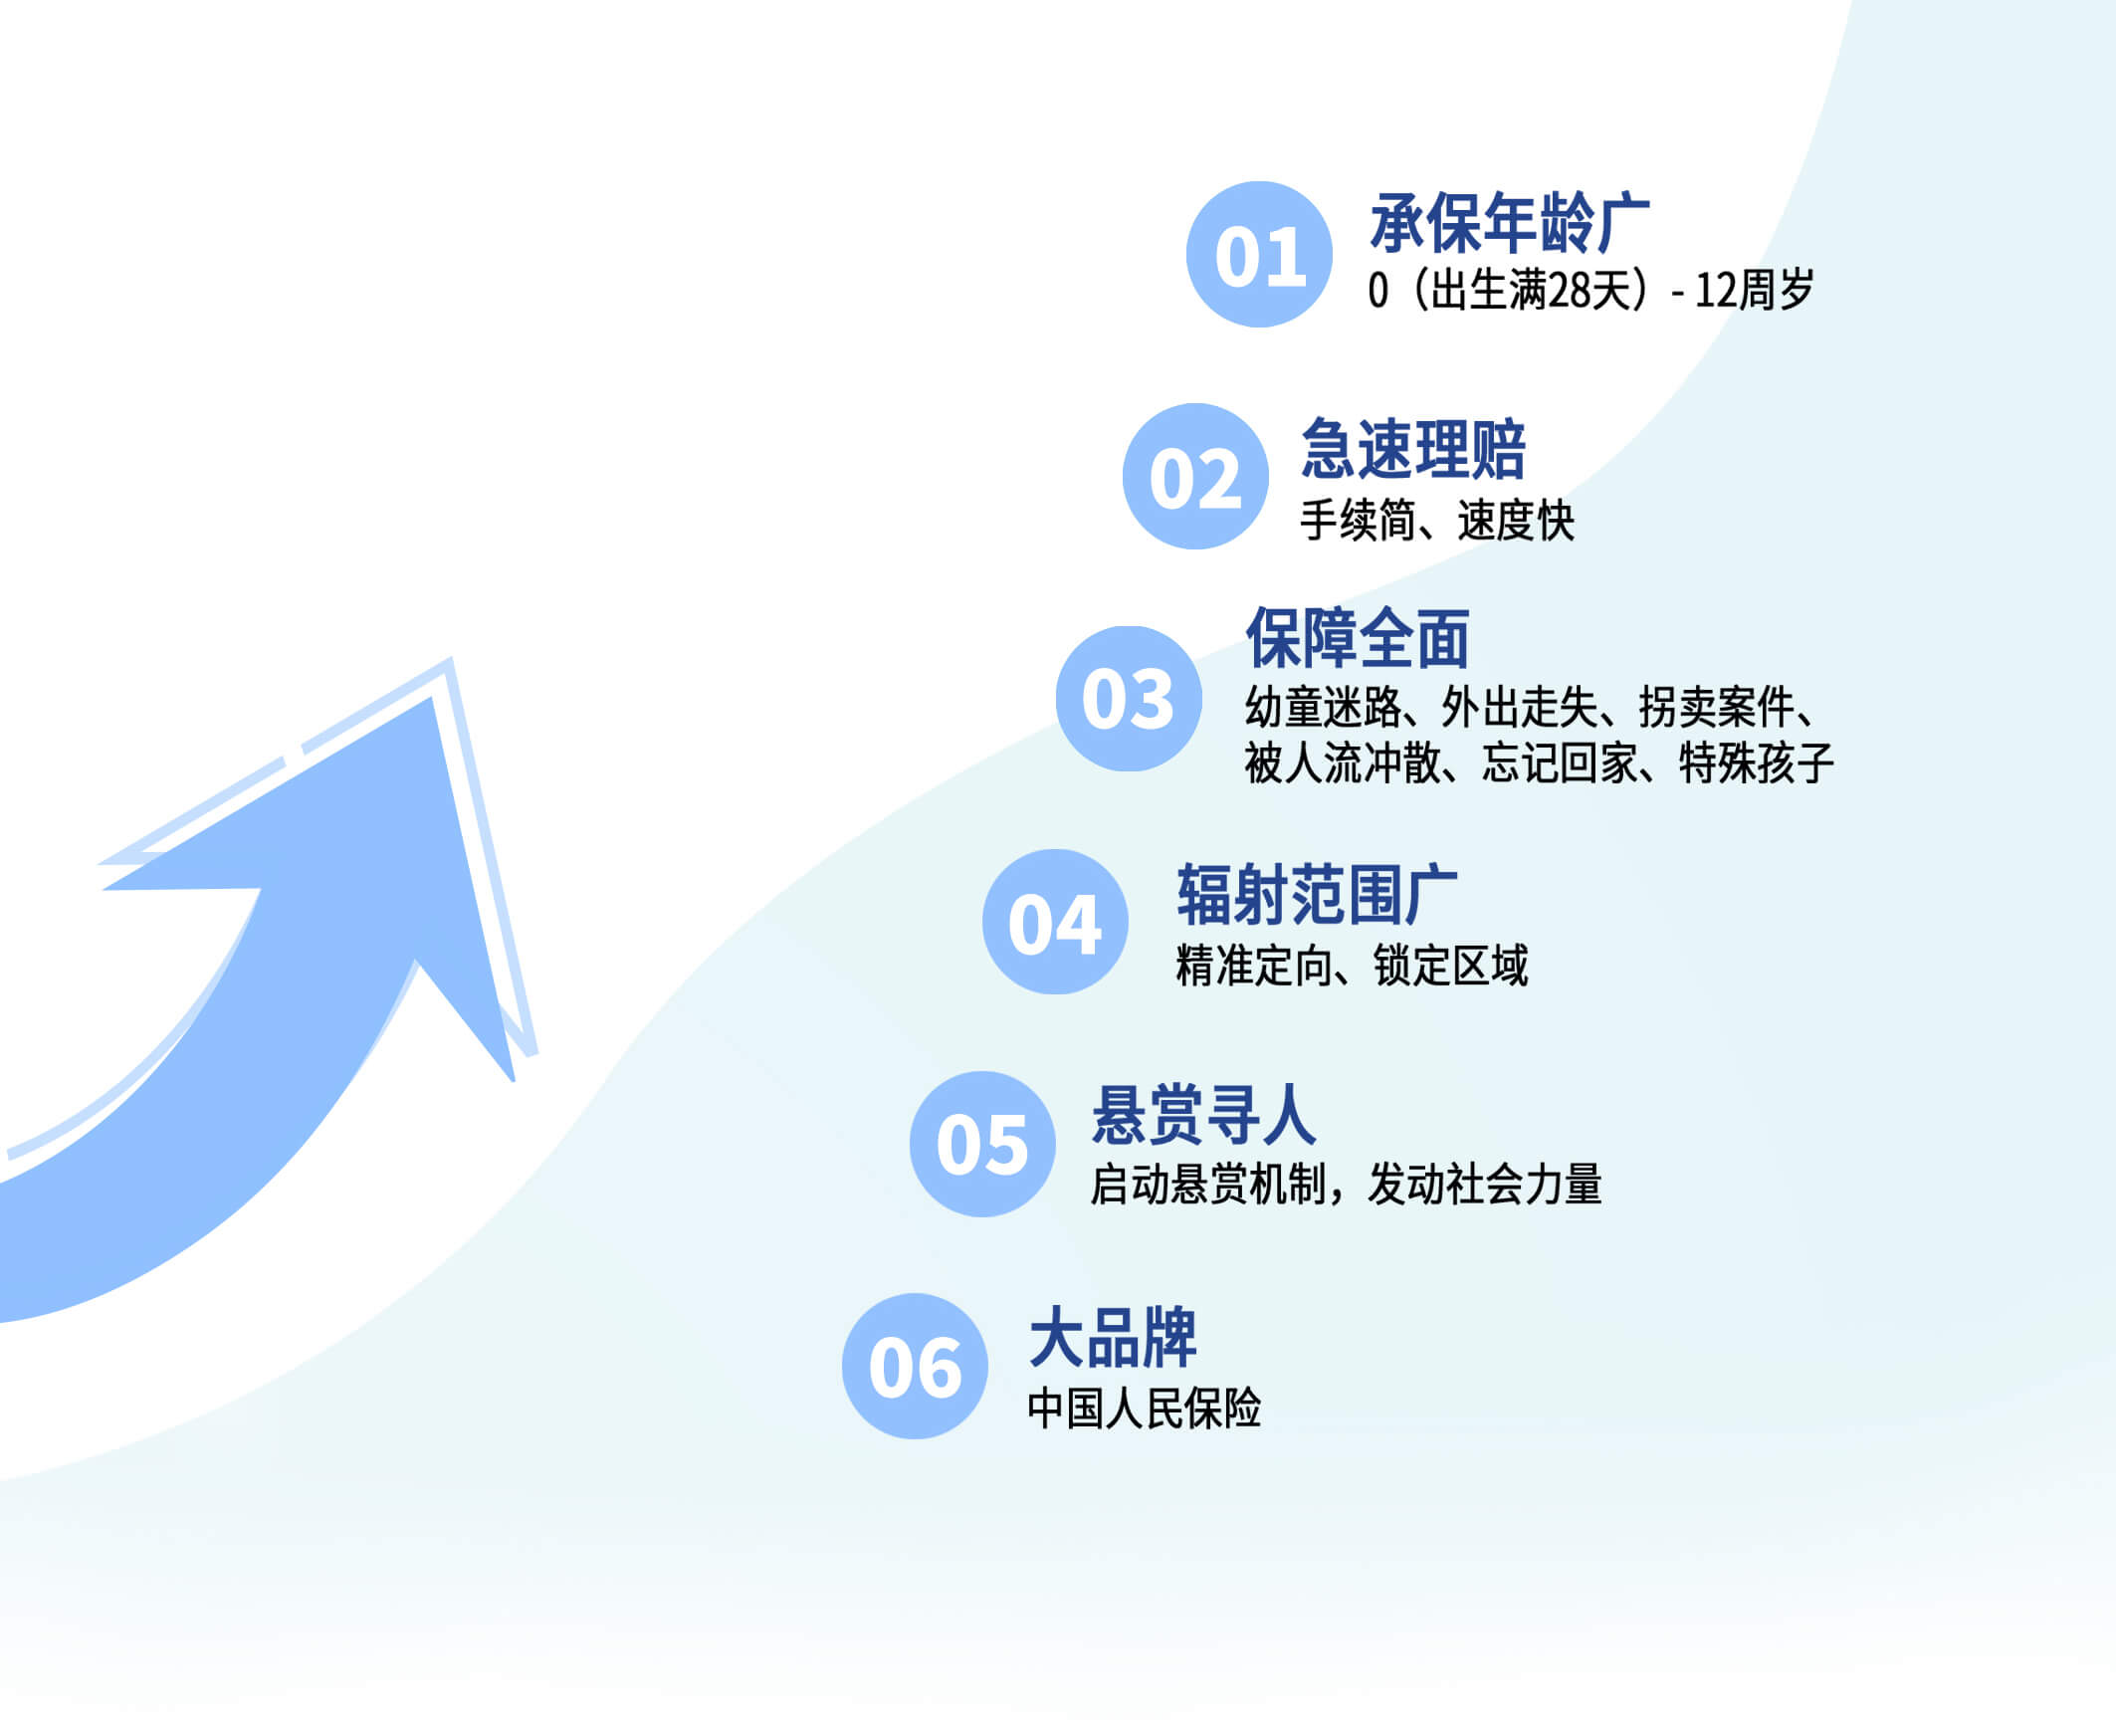 01
承保年龄广
0（出生满28天）- 12周岁
02
急速理赔
手续简、速度快
03
保障全面
幼童迷路、外出走失、拐卖案件、
被人流冲散、忘记回家、特殊孩子
04
辐射范围广
精准定向、锁定区域
05
悬赏寻人
启动悬赏机制，发动社会力量
06
大品牌
中国人民保险